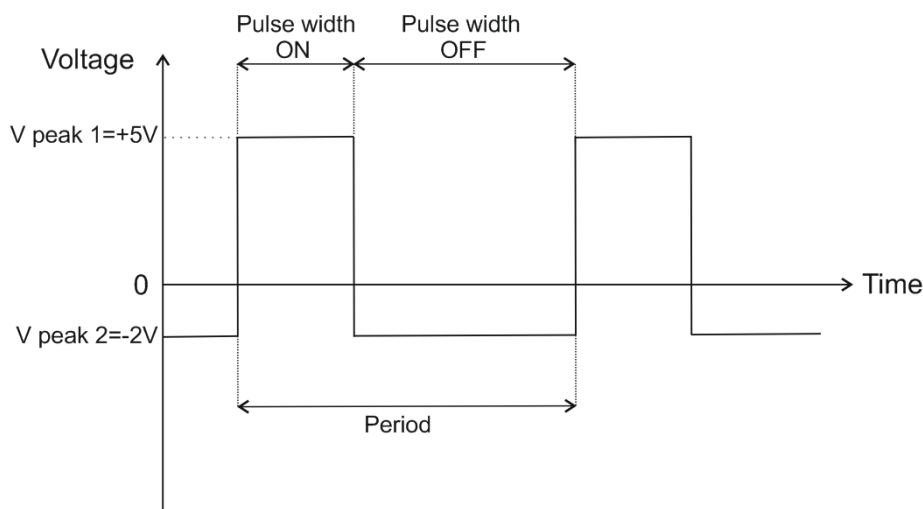 Pulse width
ON
Pulse width
OFF
Voltage
V peak 1=+5V
0
Time
V peak 2=-2V
Period